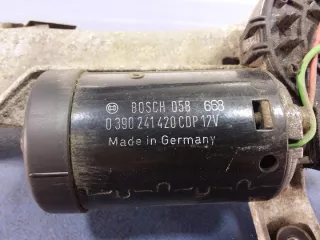 BOSCH 058 668
0 390 241 420 CDP 12V
Made in Germany